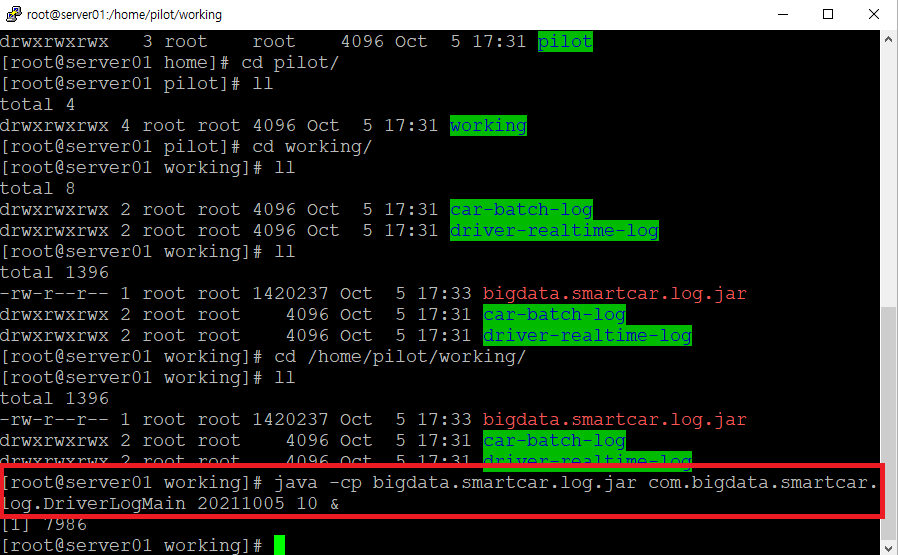 root@server01:/home/pilot/working
drwxrwxrwx   3 root    root    4096 Oct  5 17:31 pilot
[root@server01 home]# cd pilot/
[root@server01 pilot]# ll
total 4
drwxrwxrwx 4 root root 4096 Oct  5 17:31 working
[root@server01 pilot]# cd working/
[root@server01 working]# ll
total 8
drwxrwxrwx 2 root root 4096 Oct  5 17:31 car-batch-log
drwxrwxrwx 2 root root 4096 Oct  5 17:31 driver-realtime-log
[root@server01 working]# ll
total 1396
-rw-r--r-- 1 root root 1420237 Oct  5 17:33 bigdata.smartcar.log.jar
drwxrwxrwx 2 root root    4096 Oct  5 17:31 car-batch-log
drwxrwxrwx 2 root root    4096 Oct  5 17:31 driver-realtime-log
[root@server01 working]# cd /home/pilot/working/
[root@server01 working]# ll
total 1396
-rw-r--r-- 1 root root 1420237 Oct  5 17:33 bigdata.smartcar.log.jar
drwxrwxrwx 2 root root    4096 Oct  5 17:31 car-batch-log
drwxrwxrwx 2 root root    4096 Oct  5 17:31 driver-realtime-log
[root@server01 working]# java -cp bigdata.smartcar.log.jar com.bigdata.smartcar.
log.DriverLogMain 20211005 10 &
[1] 7986
[root@server01 working]#